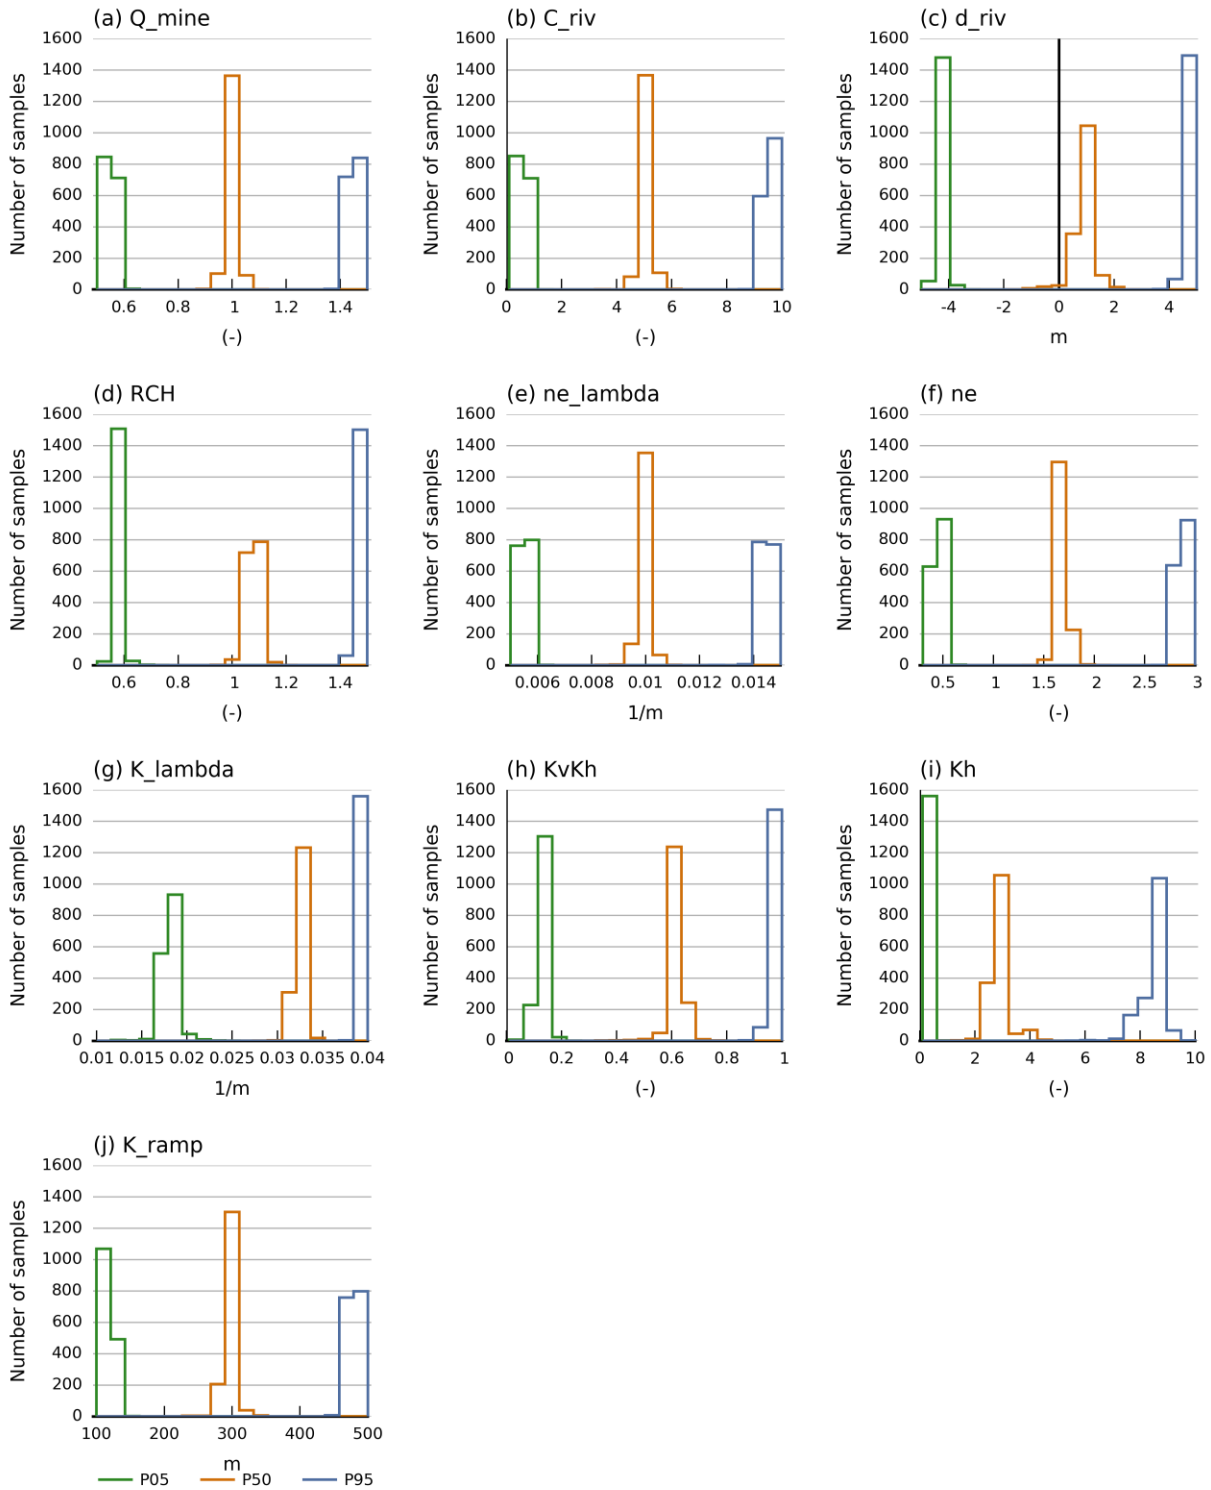 (a) Q_mine
Number of samples
1600
1400
1200
1000
800
600
400
200
0
0.6 0.8 1 1.2 1.4
(-)
(b) C_riv
Number of samples
1600
1400
1200
1000
800
600
400
200
0
0 2 4 6 8 10
(-)
(c) d_riv
Number of samples
1600
1400
1200
1000
800
600
400
200
0
-4 -2 0 2 4
m
(d) RCH
Number of samples
1600
1400
1200
1000
800
600
400
200
0
0.6 0.8 1 1.2 1.4
(-)
(e) ne_lambda
Number of samples
1600
1400
1200
1000
800
600
400
200
0
0.006 0.008 0.01 0.012 0.014
1/m
(f) ne
Number of samples
1600
1400
1200
1000
800
600
400
200
0
0.5 1 1.5 2 2.5 3
(-)
(g) K_lambda
Number of samples
1600
1400
1200
1000
800
600
400
200
0
0.01 0.015 0.02 0.025 0.03 0.035 0.04
1/m
(h) KvKh
Number of samples
1600
1400
1200
1000
800
600
400
200
0
0 0.2 0.4 0.6 0.8 1
(-)
(i) Kh
Number of samples
1600
1400
1200
1000
800
600
400
200
0
0 2 4 6 8 10
(-)
(j) K_ramp
Number of samples
1600
1400
1200
1000
800
600
400
200
0
100 200 300 400 500
m
P05 P50 P95